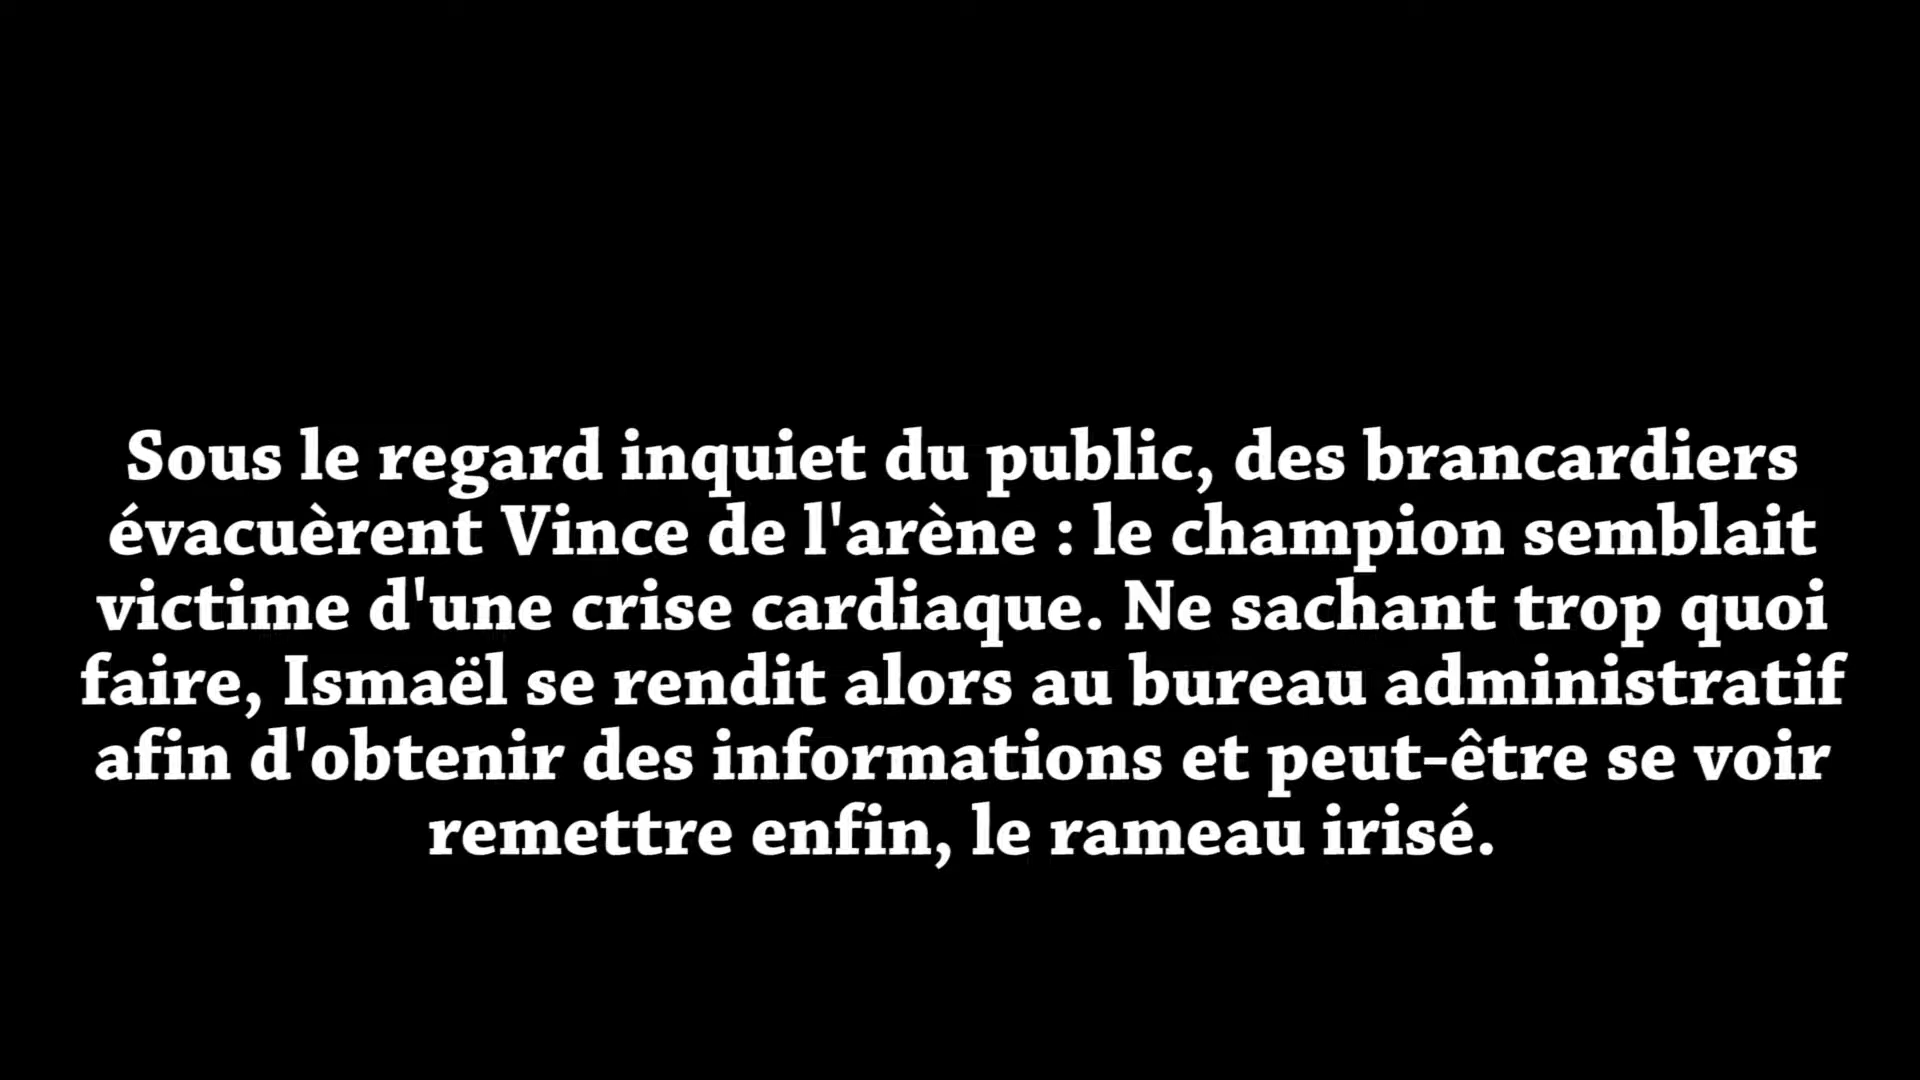 Sous le regard inquiet du public, des brancardiers
évacuèrent Vince de l'arène : le champion semblait
victime d'une crise cardiaque. Ne sachant trop quoi
faire, Ismaël se rendit alors au bureau administratif
afin d'obtenir des informations et peut-être se voir
remettre enfin, le rameau irisé.